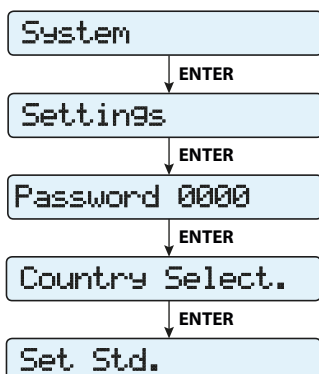 System
ENTER
Settings
ENTER
Password 0000
ENTER
Country Select.
ENTER
Set Std.